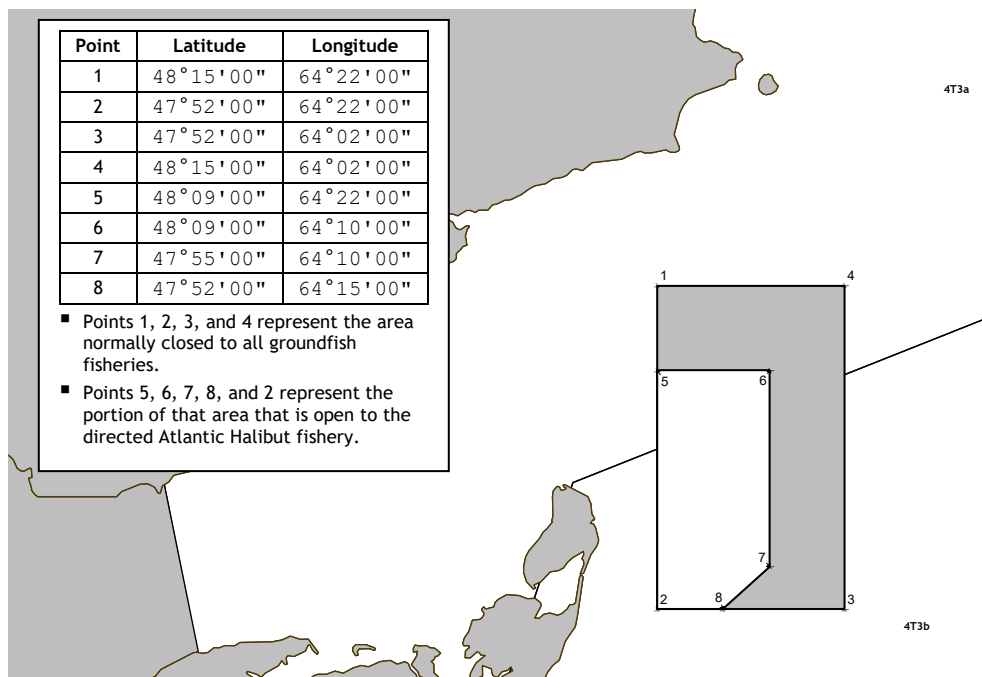 Point Latitude Longitude
1 48°15'00" 64°22'00"
2 47°52'00" 64°22'00"
3 47°52'00" 64°02'00"
4 48°15'00" 64°02'00"
5 48°09'00" 64°22'00"
6 48°09'00" 64°10'00"
7 47°55'00" 64°10'00"
8 47°52'00" 64°15'00"
▪ Points 1, 2, 3, and 4 represent the area
normally closed to all groundfish
fisheries.
▪ Points 5, 6, 7, 8, and 2 represent the
portion of that area that is open to the
directed Atlantic Halibut fishery.
4T3a
1 4
5 6
7
2 8 3
4T3b